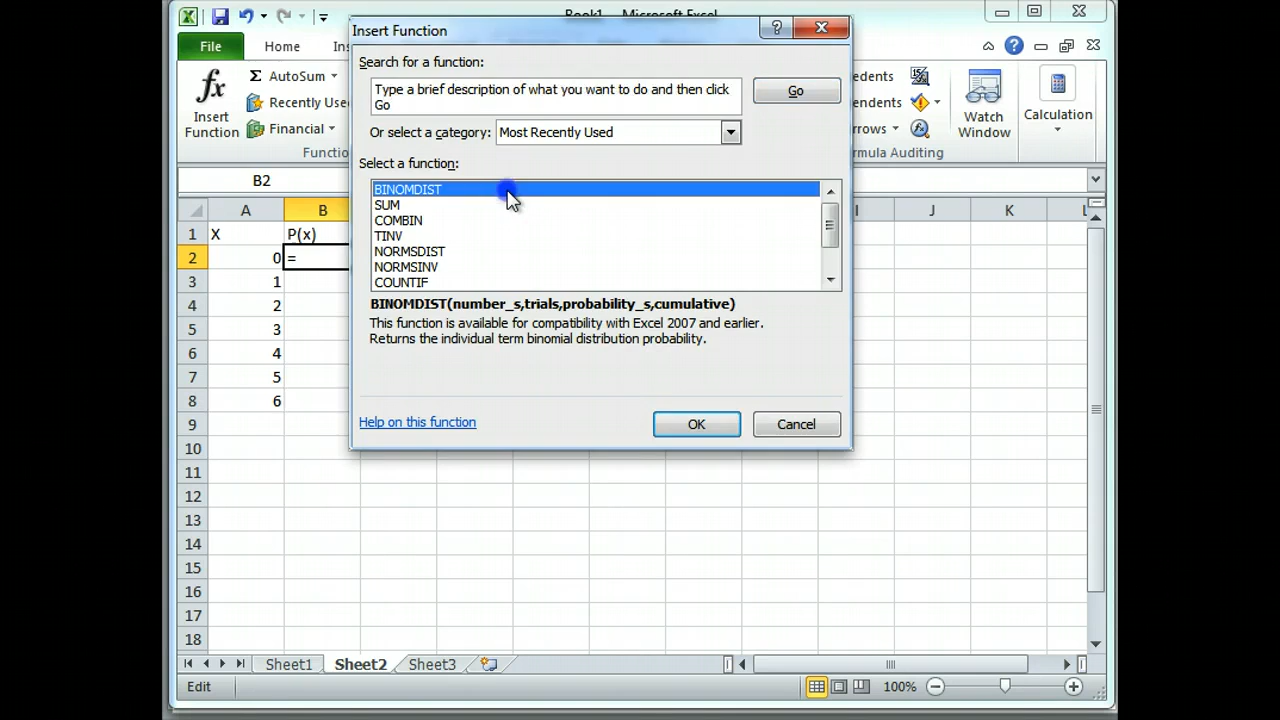 Book1 Microsoft Excel
Insert Function
File Home
Search for a function:
Type a brief description of what you want to do and then click
Go
Go
Or select a category: Most Recently Used
Select a function:
BINOMDIST
SUM
COMBIN
TINV
NORMSDIST
NORMSINV
COUNTIF
BINOMDIST(number_s,trials,probability_s,cumulative)
This function is available for compatibility with Excel 2007 and earlier.
Returns the individual term binomial distribution probability.
Help on this function
OK Cancel
fx
Insert
Function
Σ AutoSum
Recently Use
Financial
Functio
edents
endents
rrows
Watch
Window
Calculation
rmula Auditing
B2
A B I J K L
1 X P(x)
2 0 =
3 1
4 2
5 3
6 4
7 5
8 6
9
10
11
12
13
14
15
16
17
18
Sheet1 Sheet2 Sheet3
Edit 100%